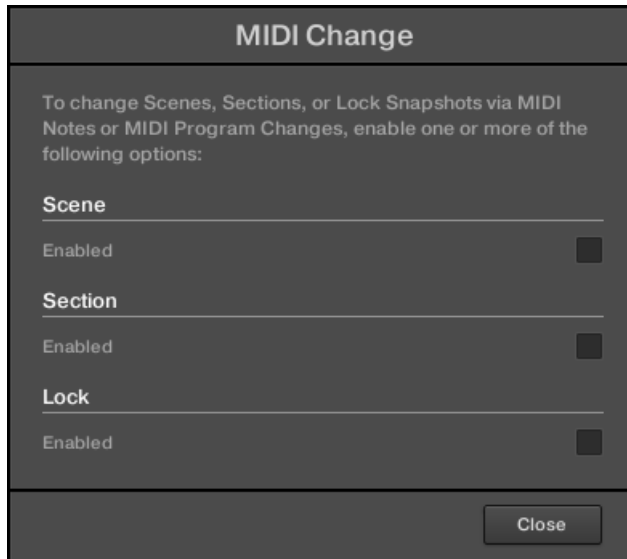 MIDI Change
To change Scenes, Sections, or Lock Snapshots via MIDI
Notes or MIDI Program Changes, enable one or more of the
following options:
Scene
Enabled
Section
Enabled
Lock
Enabled
Close